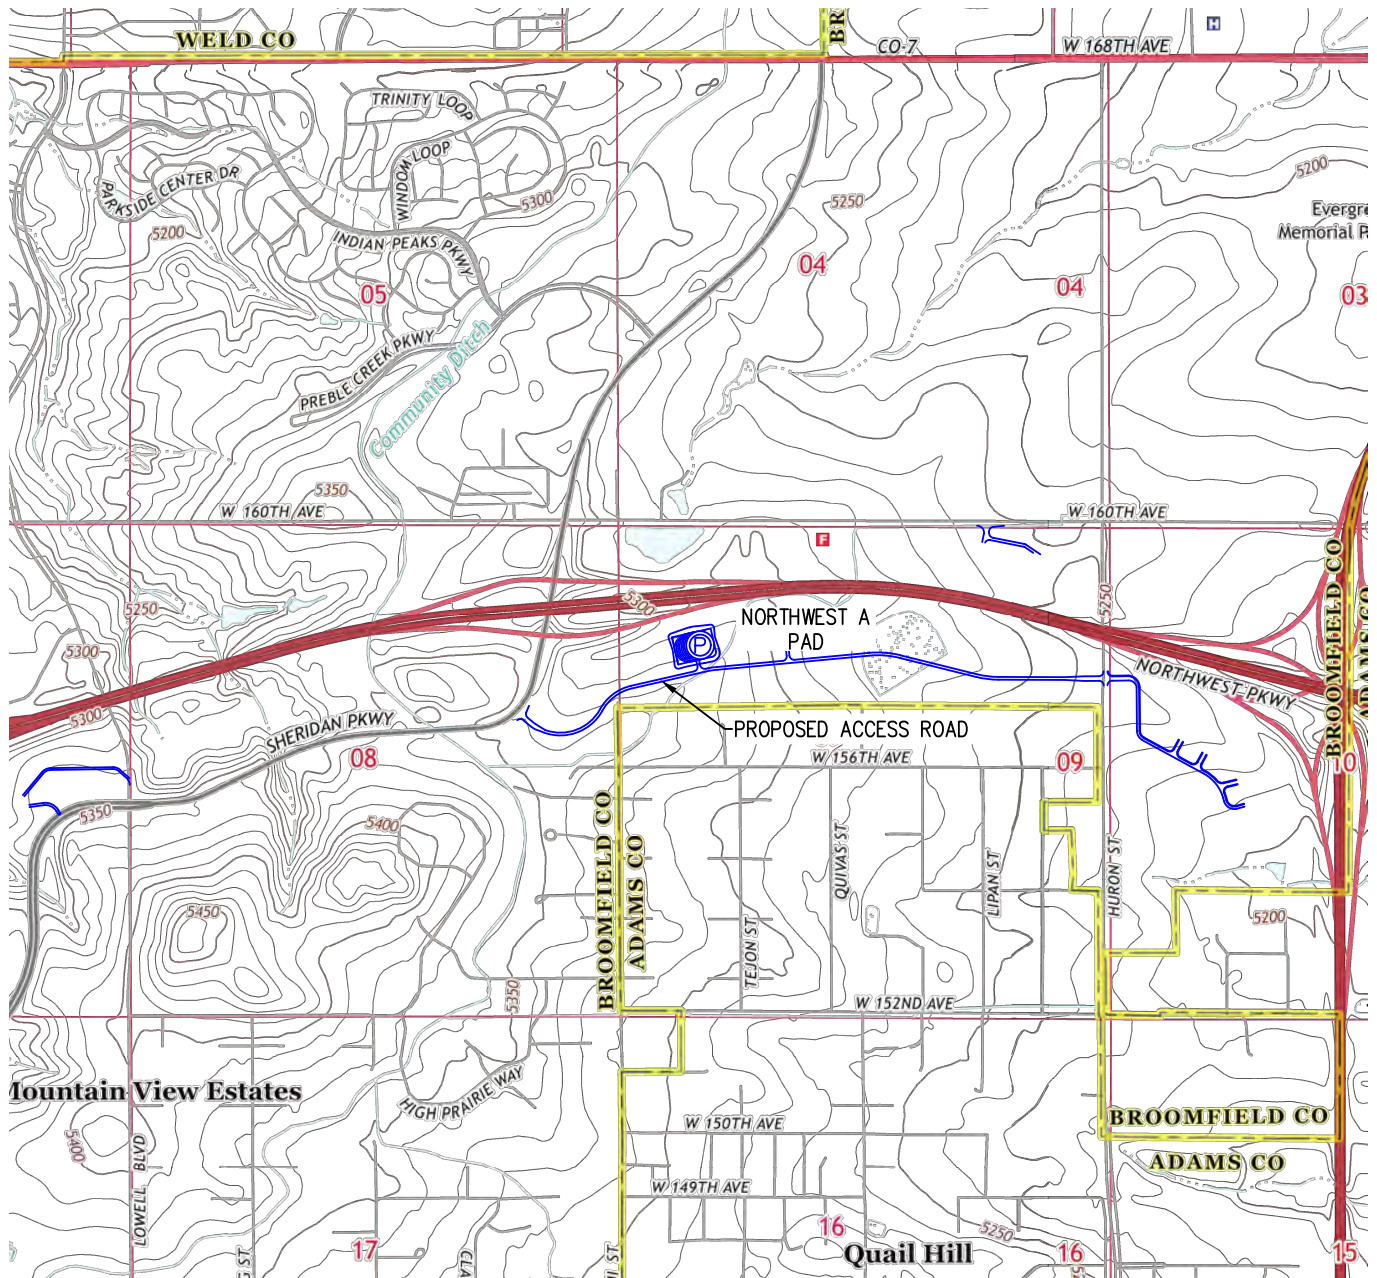 WELD CO
BR
CO-7
W 168TH AVE
H
TRINITY LOOP
WINDOM LOOP
PARKSIDE CENTER DR
5300
5250
5200
Evergre
Memorial P
5200
INDIAN PEAKS PKWY
04
04
05
03
PREBLE CREEK PKWY
Community Ditch
5350
W 160TH AVE
W 160TH AVE
F
5250
5300
5250
NORTHWEST A
PAD
P
5300
NORTHWEST PKWY
BROOMFIELD CO
ADAMS CO
5300
SHERIDAN PKWY
PROPOSED ACCESS ROAD
08
W 156TH AVE
09
0
5350
5400
BROOMFIELD CO
ADAMS CO
QUIVAS ST
LIPAN ST
HURON ST
5450
5200
TEJON ST
5350
W 152ND AVE
Mountain View Estates
HIGH PRAIRIE WAY
W 150TH AVE
BROOMFIELD CO
5400
LOWELL BLVD
ADAMS CO
W 149TH AVE
16
5250
17
Quail Hill
16
15
G ST
CLA
ST